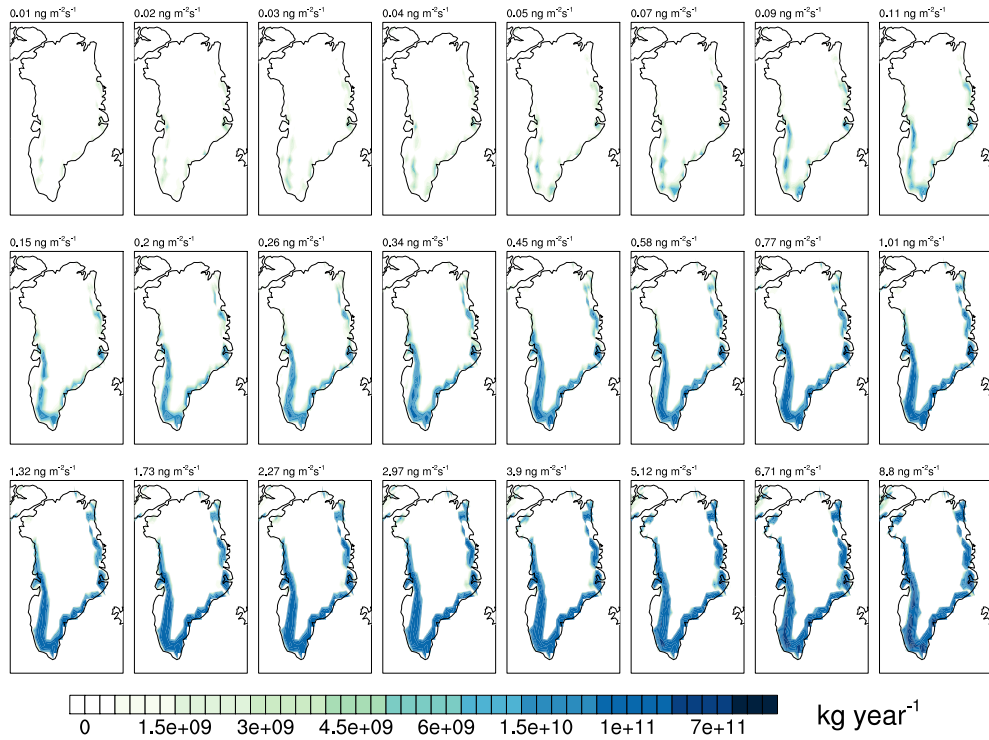 0.01 ng m⁻²s⁻¹ 0.02 ng m⁻²s⁻¹ 0.03 ng m⁻²s⁻¹ 0.04 ng m⁻²s⁻¹ 0.05 ng m⁻²s⁻¹ 0.07 ng m⁻²s⁻¹ 0.09 ng m⁻²s⁻¹ 0.11 ng m⁻²s⁻¹
0.15 ng m⁻²s⁻¹ 0.2 ng m⁻²s⁻¹ 0.26 ng m⁻²s⁻¹ 0.34 ng m⁻²s⁻¹ 0.45 ng m⁻²s⁻¹ 0.58 ng m⁻²s⁻¹ 0.77 ng m⁻²s⁻¹ 1.01 ng m⁻²s⁻¹
1.32 ng m⁻²s⁻¹ 1.73 ng m⁻²s⁻¹ 2.27 ng m⁻²s⁻¹ 2.97 ng m⁻²s⁻¹ 3.9 ng m⁻²s⁻¹ 5.12 ng m⁻²s⁻¹ 6.71 ng m⁻²s⁻¹ 8.8 ng m⁻²s⁻¹
0 1.5e+09 3e+09 4.5e+09 6e+09 1.5e+10 1e+11 7e+11 kg year⁻¹